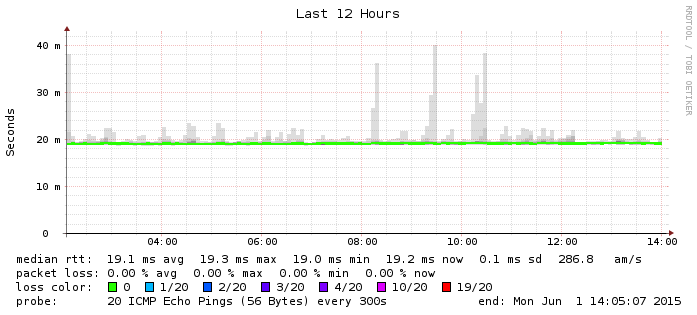 Last 12 Hours
RRDTOOL / TOBI OETIKER
Seconds
40 m
30 m
20 m
10 m
0
04:00 06:00 08:00 10:00 12:00 14:00
median rtt: 19.1 ms avg 19.3 ms max 19.0 ms min 19.2 ms now 0.1 ms sd 286.8 am/s
packet loss: 0.00 % avg 0.00 % max 0.00 % min 0.00 % now
loss color: 0 1/20 2/20 3/20 4/20 10/20 19/20
probe: 20 ICMP Echo Pings (56 Bytes) every 300s end: Mon Jun 1 14:05:07 2015